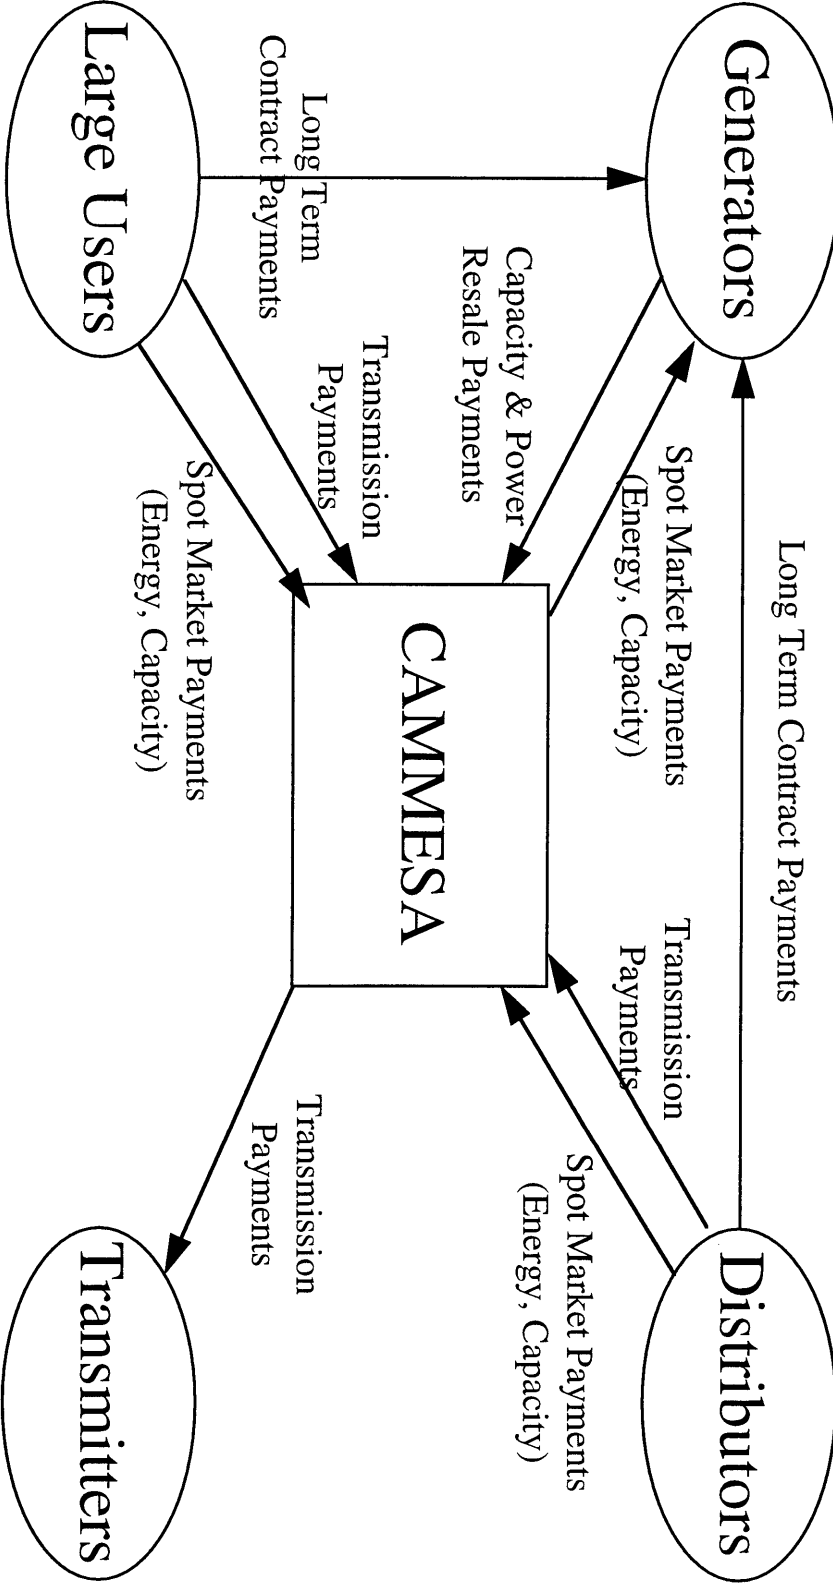 Generators
Long Term Contract Payments
Distributors
Spot Market Payments
(Energy, Capacity)
Transmission
Payments
Capacity & Power
Resale Payments
Spot Market Payments
(Energy, Capacity)
Long Term
Contract Payments
CAMMESA
Transmission
Payments
Transmission
Payments
Spot Market Payments
(Energy, Capacity)
Large Users
Transmitters